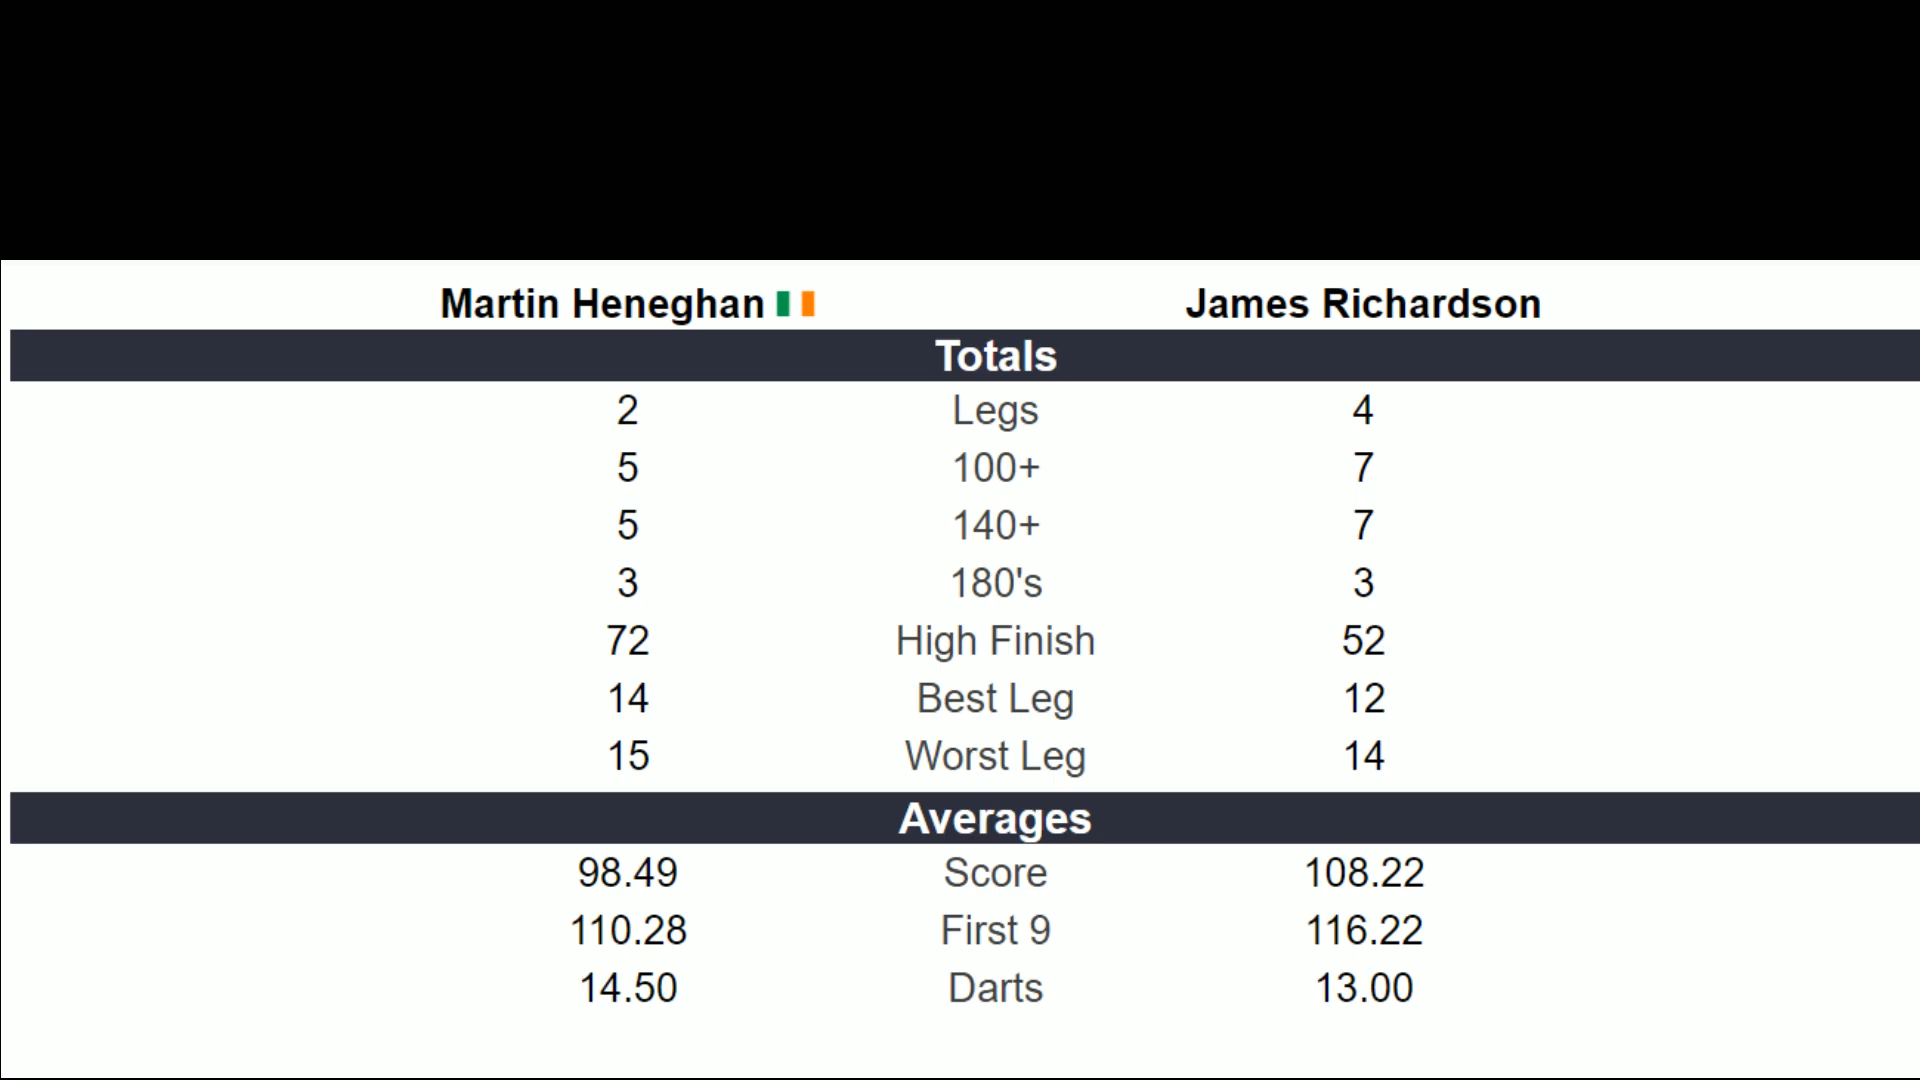 Martin Heneghan James Richardson
Totals
2 Legs 4
5 100+ 7
5 140+ 7
3 180's 3
72 High Finish 52
14 Best Leg 12
15 Worst Leg 14
Averages
98.49 Score 108.22
110.28 First 9 116.22
14.50 Darts 13.00